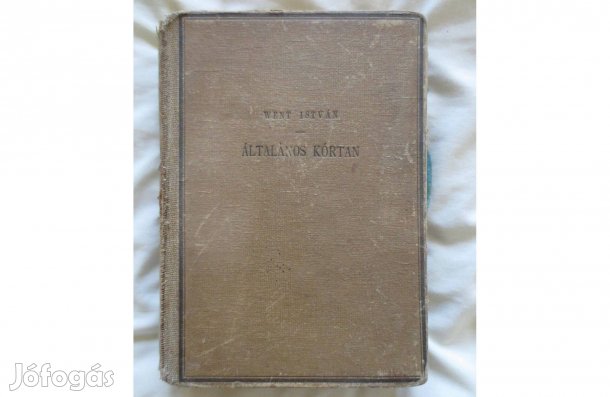 WENT ISTVÁN
ÁLTALÁNOS KÓRTAN
Jófogás